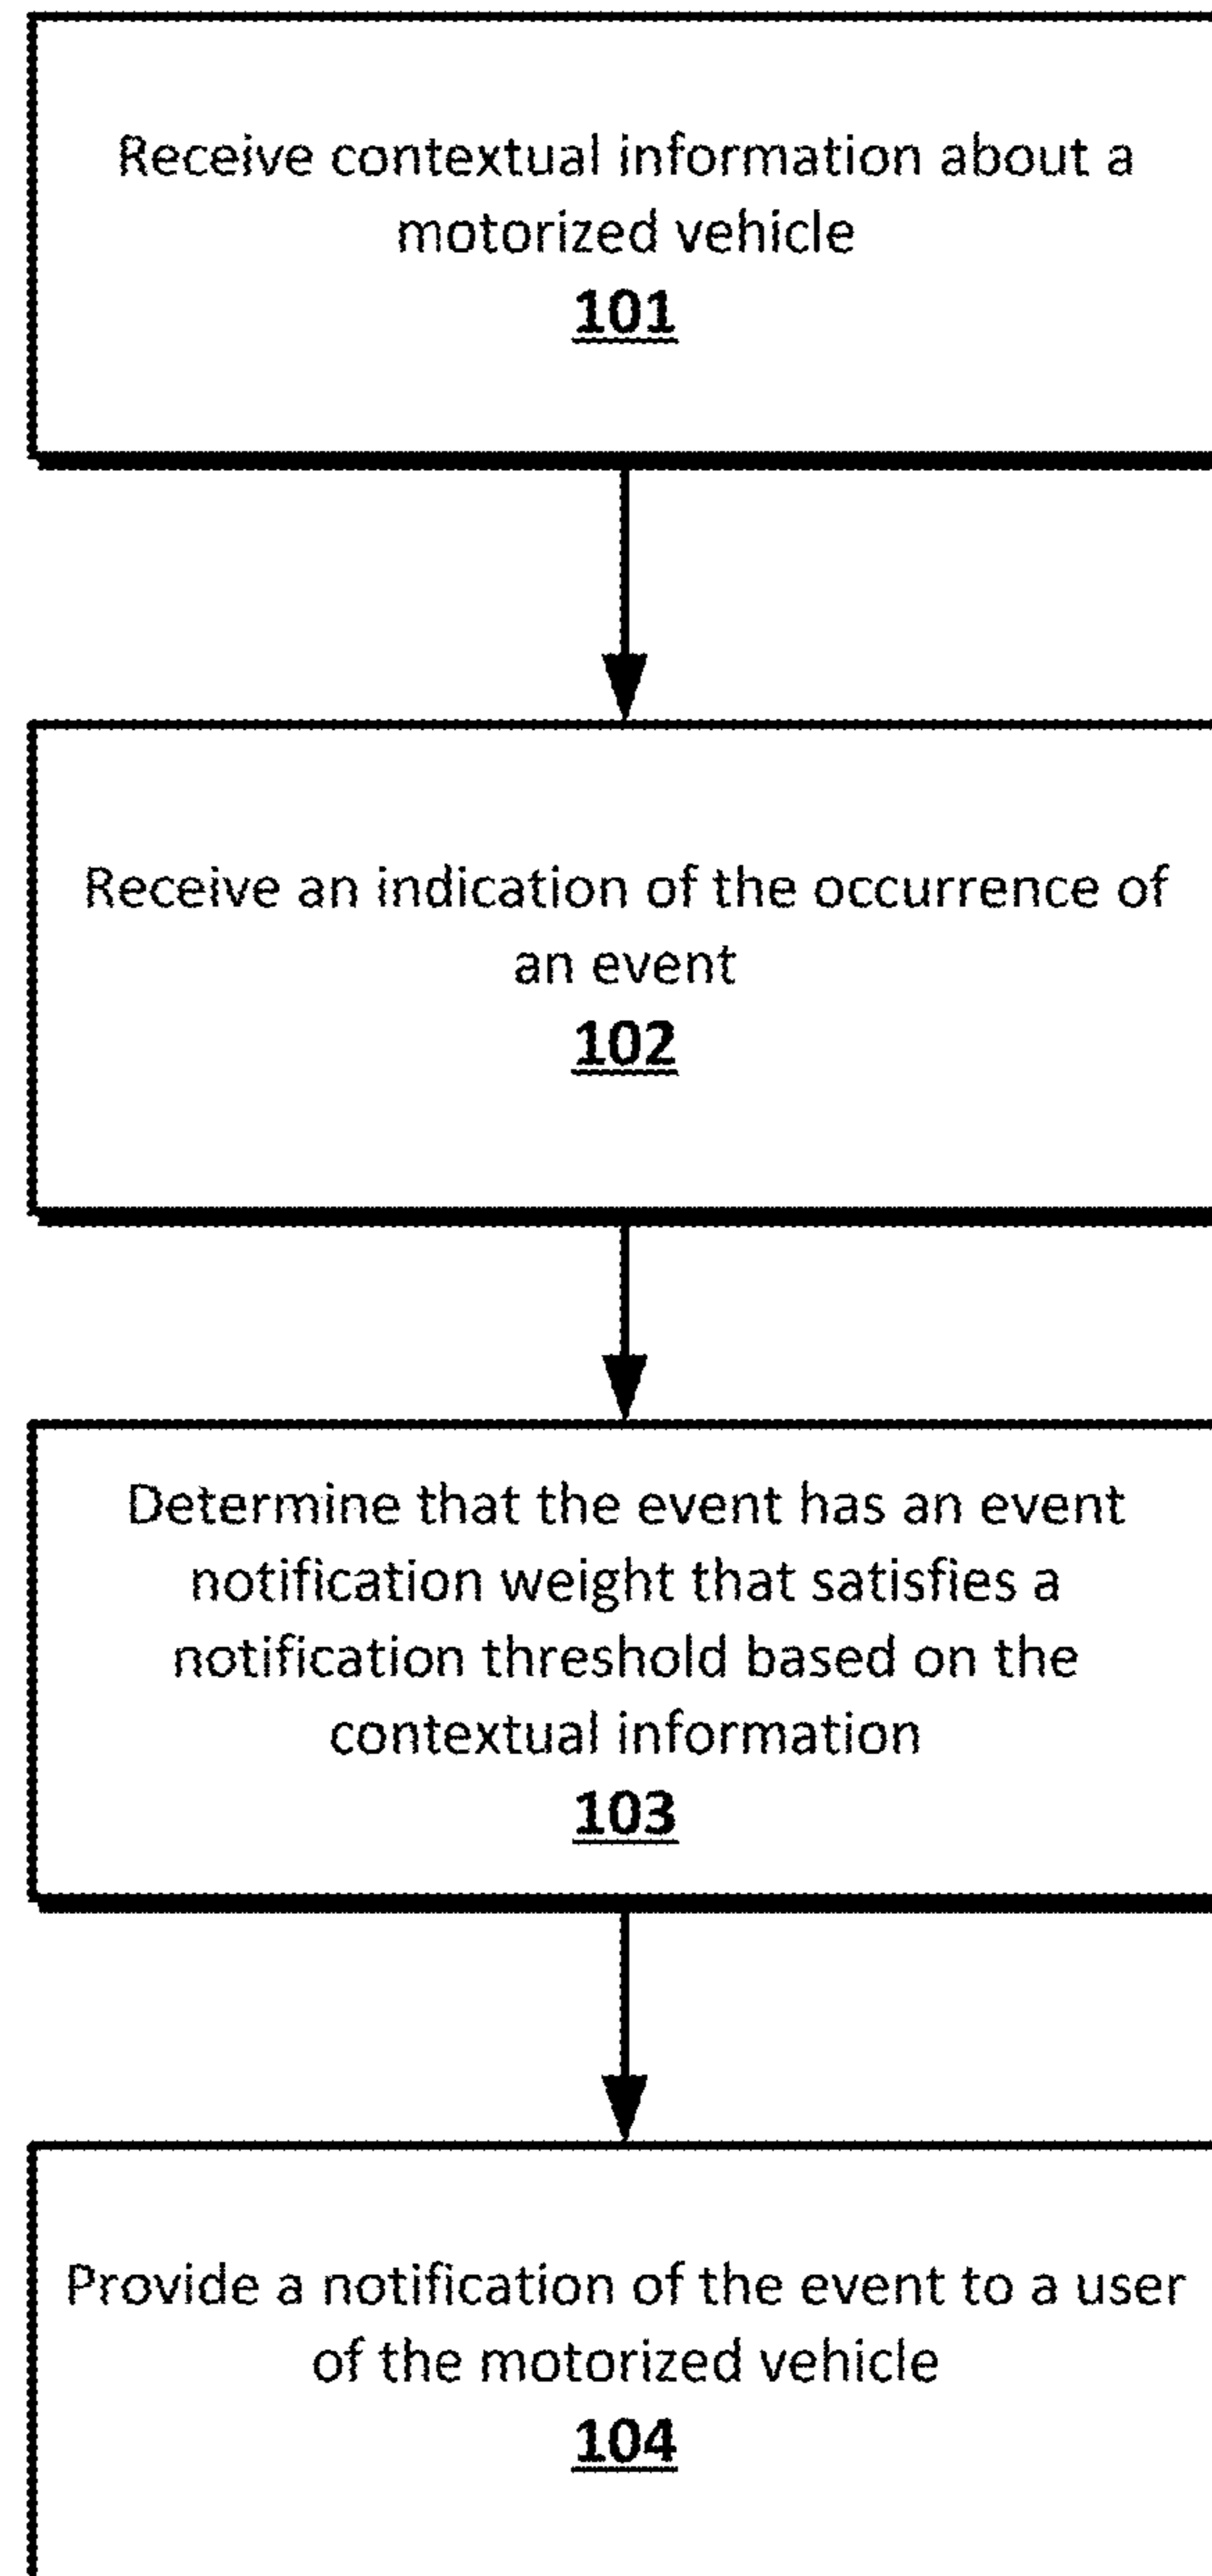 Receive contextual information about a
motorized vehicle
101
Receive an indication of the occurrence of
an event
102
Determine that the event has an event
notification weight that satisfies a
notification threshold based on the
contextual information
103
Provide a notification of the event to a user
of the motorized vehicle
104